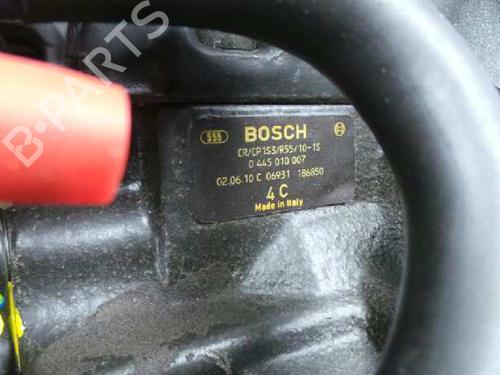 555 BOSCH
CR/CP1S3/R55/10-1S
0 445 010 007
02.06.10 C 06931 186850
4 C
Made in Italy
B-PARTS